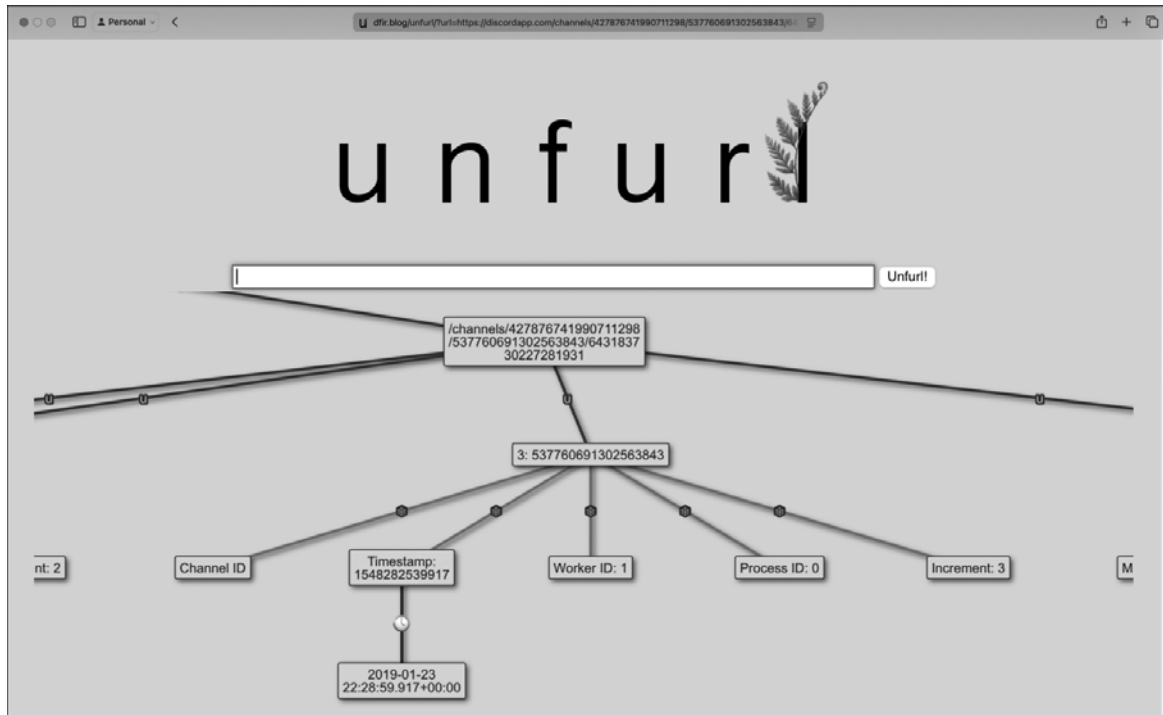 Personal
dfir.blog/unfurl/?url=https://discordapp.com/channels/427876741990711298/537760691302563843/64
unfurl
Unfurl!
/channels/427876741990711298
/537760691302563843/6431837
30227281931
3: 537760691302563843
nt: 2
Channel ID
Timestamp:
1548282539917
Worker ID: 1
Process ID: 0
Increment: 3
M
2019-01-23
22:28:59.917+00:00